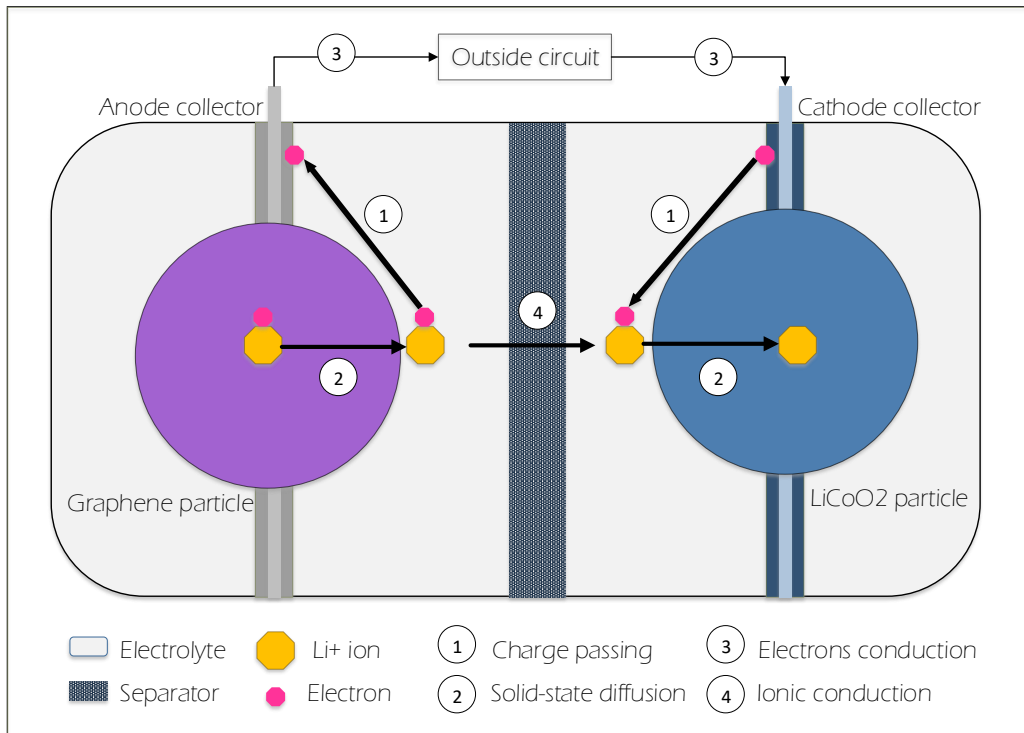 3
Outside circuit
3
Anode collector
Cathode collector
1
1
4
2
2
Graphene particle
LiCoO2 particle
Electrolyte
Li+ ion
1
Charge passing
3
Electrons conduction
Separator
Electron
2
Solid-state diffusion
4
Ionic conduction